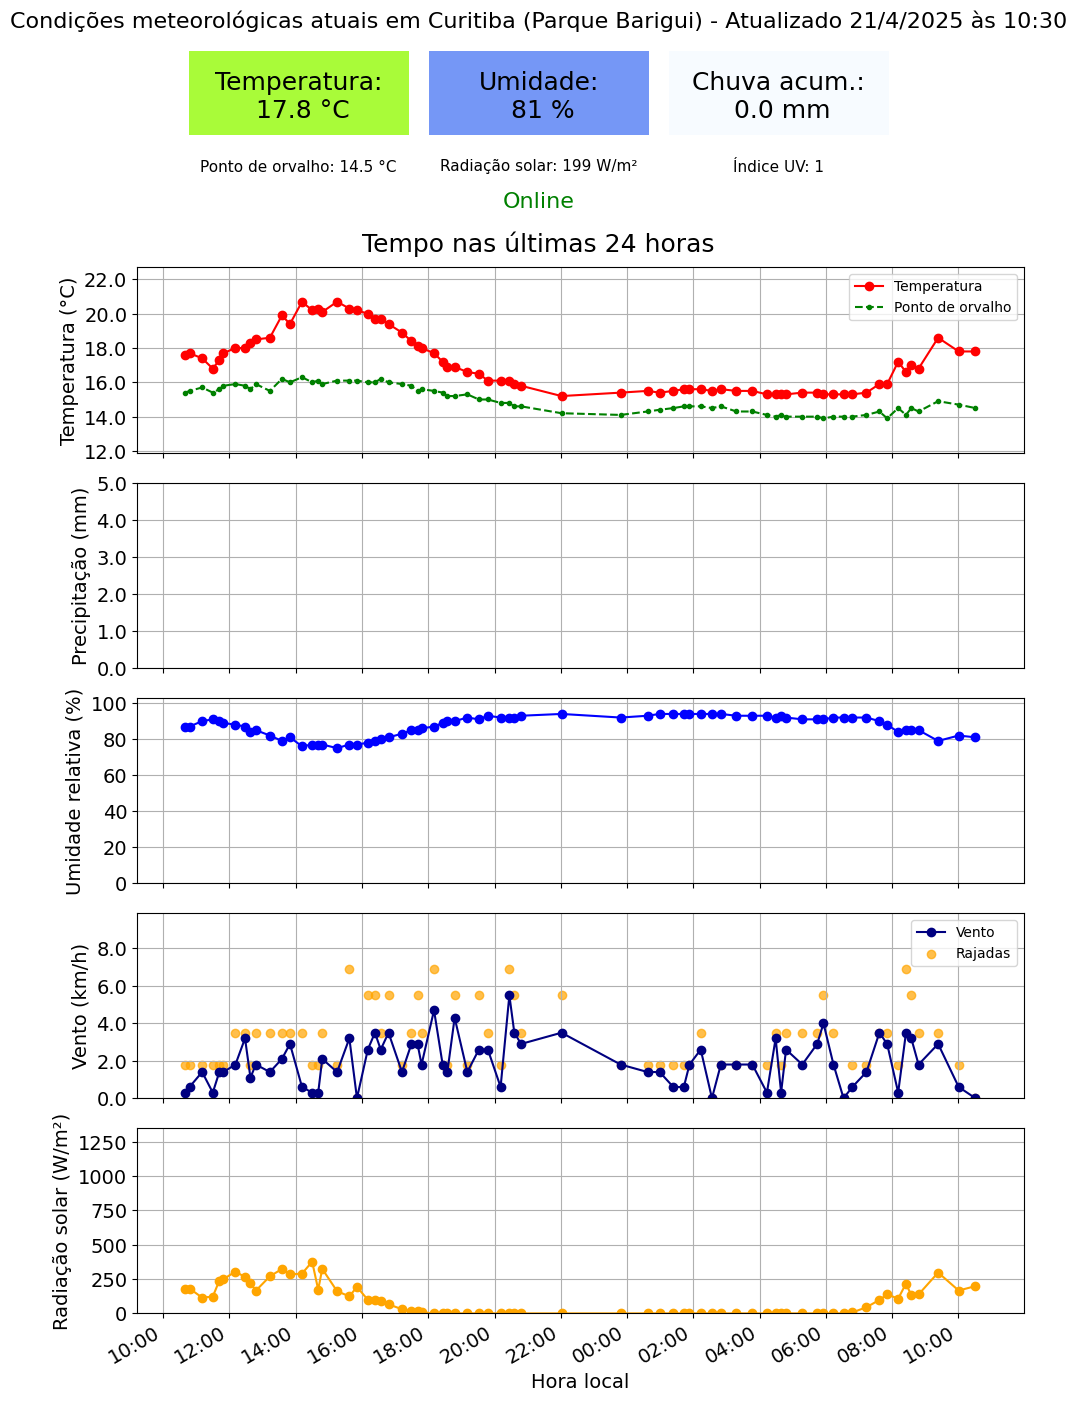 Condições meteorológicas atuais em Curitiba (Parque Barigui) - Atualizado 21/4/2025 às 10:30
Temperatura:
17.8 °C
Umidade:
81 %
Chuva acum.:
0.0 mm
Ponto de orvalho: 14.5 °C
Radiação solar: 199 W/m²
Índice UV: 1
Online
Tempo nas últimas 24 horas
Temperatura (°C)
22.0
20.0
18.0
16.0
14.0
12.0
Temperatura
Ponto de orvalho
Precipitação (mm)
5.0
4.0
3.0
2.0
1.0
0.0
Umidade relativa (%)
100
80
60
40
20
0
Vento (km/h)
8.0
6.0
4.0
2.0
0.0
Vento
Rajadas
Radiação solar (W/m²)
1250
1000
750
500
250
0
10:00
12:00
14:00
16:00
18:00
20:00
22:00
00:00
02:00
04:00
06:00
08:00
10:00
Hora local